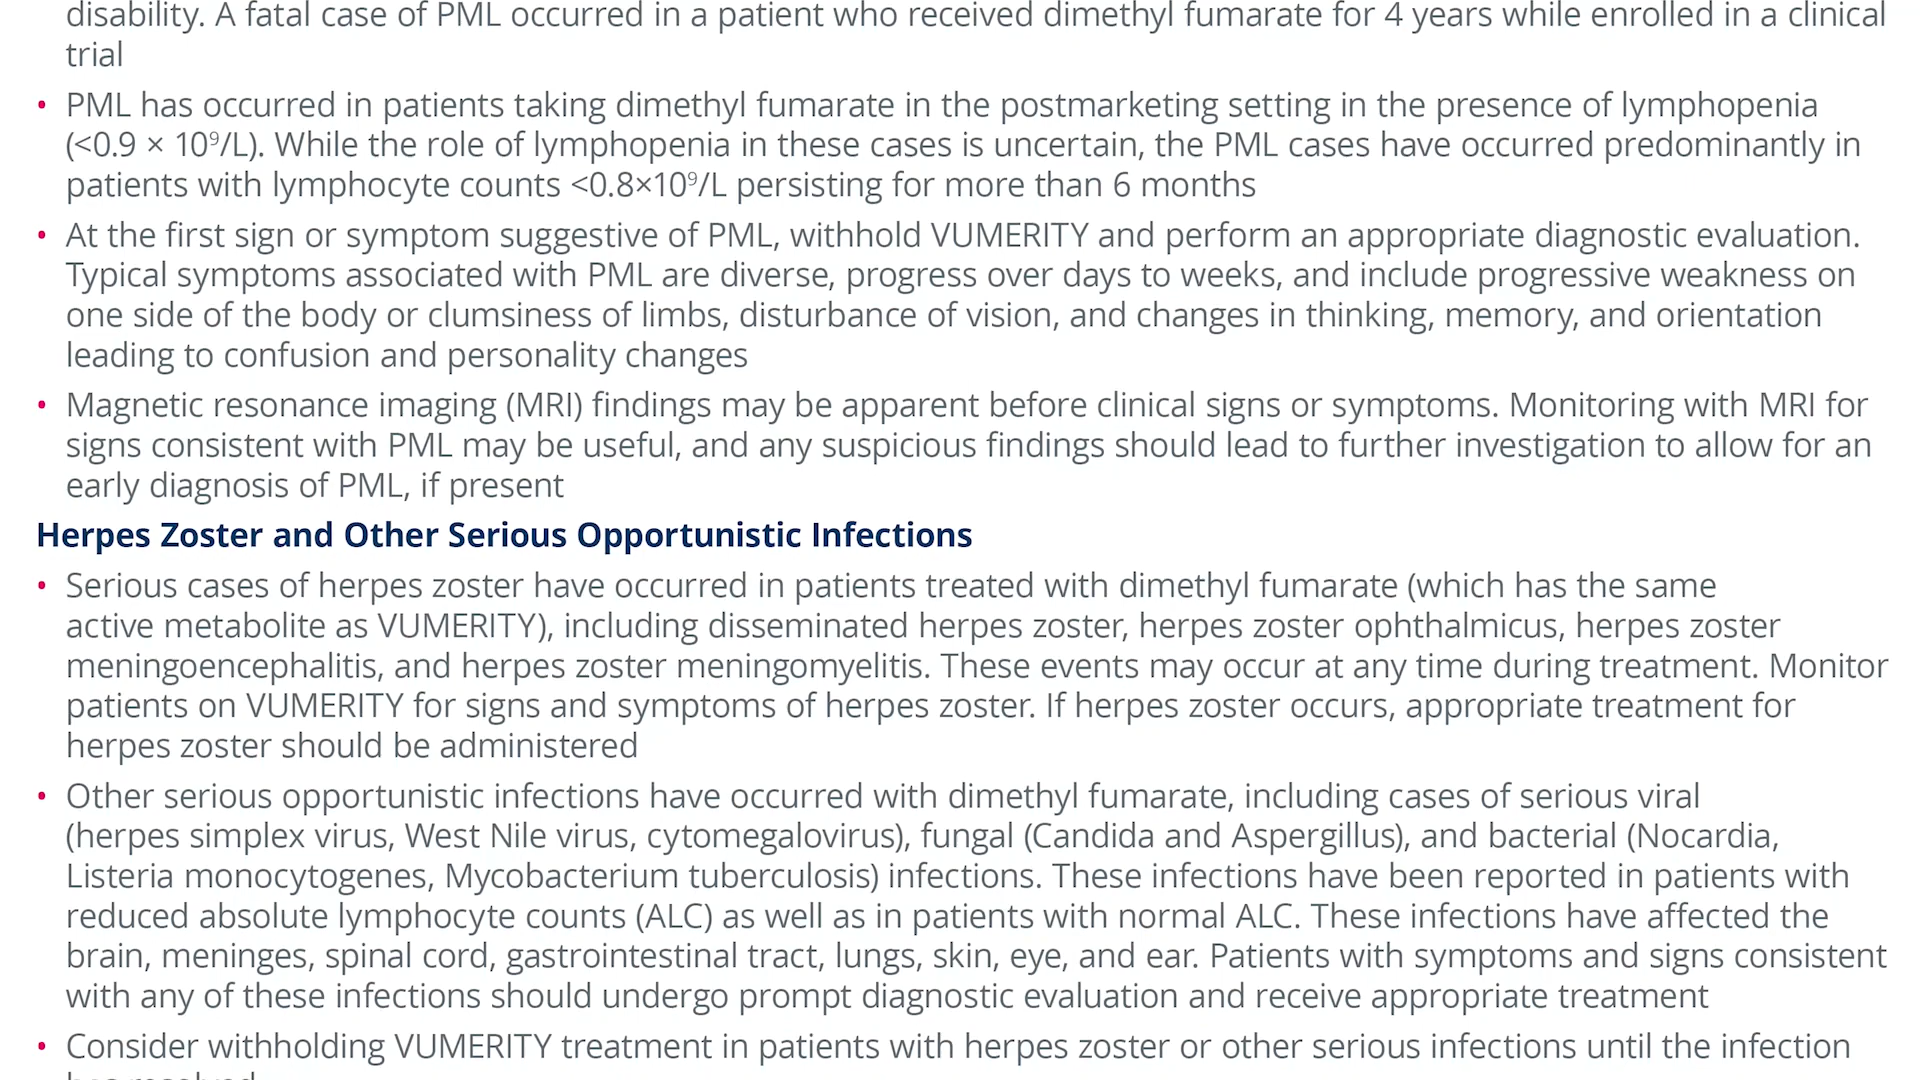 disability. A fatal case of PML occurred in a patient who received dimethyl fumarate for 4 years while enrolled in a clinical
trial
• PML has occurred in patients taking dimethyl fumarate in the postmarketing setting in the presence of lymphopenia
(<0.9 × 10⁹/L). While the role of lymphopenia in these cases is uncertain, the PML cases have occurred predominantly in
patients with lymphocyte counts <0.8×10⁹/L persisting for more than 6 months
• At the first sign or symptom suggestive of PML, withhold VUMERITY and perform an appropriate diagnostic evaluation.
Typical symptoms associated with PML are diverse, progress over days to weeks, and include progressive weakness on
one side of the body or clumsiness of limbs, disturbance of vision, and changes in thinking, memory, and orientation
leading to confusion and personality changes
• Magnetic resonance imaging (MRI) findings may be apparent before clinical signs or symptoms. Monitoring with MRI for
signs consistent with PML may be useful, and any suspicious findings should lead to further investigation to allow for an
early diagnosis of PML, if present
Herpes Zoster and Other Serious Opportunistic Infections
• Serious cases of herpes zoster have occurred in patients treated with dimethyl fumarate (which has the same
active metabolite as VUMERITY), including disseminated herpes zoster, herpes zoster ophthalmicus, herpes zoster
meningoencephalitis, and herpes zoster meningomyelitis. These events may occur at any time during treatment. Monitor
patients on VUMERITY for signs and symptoms of herpes zoster. If herpes zoster occurs, appropriate treatment for
herpes zoster should be administered
• Other serious opportunistic infections have occurred with dimethyl fumarate, including cases of serious viral
(herpes simplex virus, West Nile virus, cytomegalovirus), fungal (Candida and Aspergillus), and bacterial (Nocardia,
Listeria monocytogenes, Mycobacterium tuberculosis) infections. These infections have been reported in patients with
reduced absolute lymphocyte counts (ALC) as well as in patients with normal ALC. These infections have affected the
brain, meninges, spinal cord, gastrointestinal tract, lungs, skin, eye, and ear. Patients with symptoms and signs consistent
with any of these infections should undergo prompt diagnostic evaluation and receive appropriate treatment
• Consider withholding VUMERITY treatment in patients with herpes zoster or other serious infections until the infection